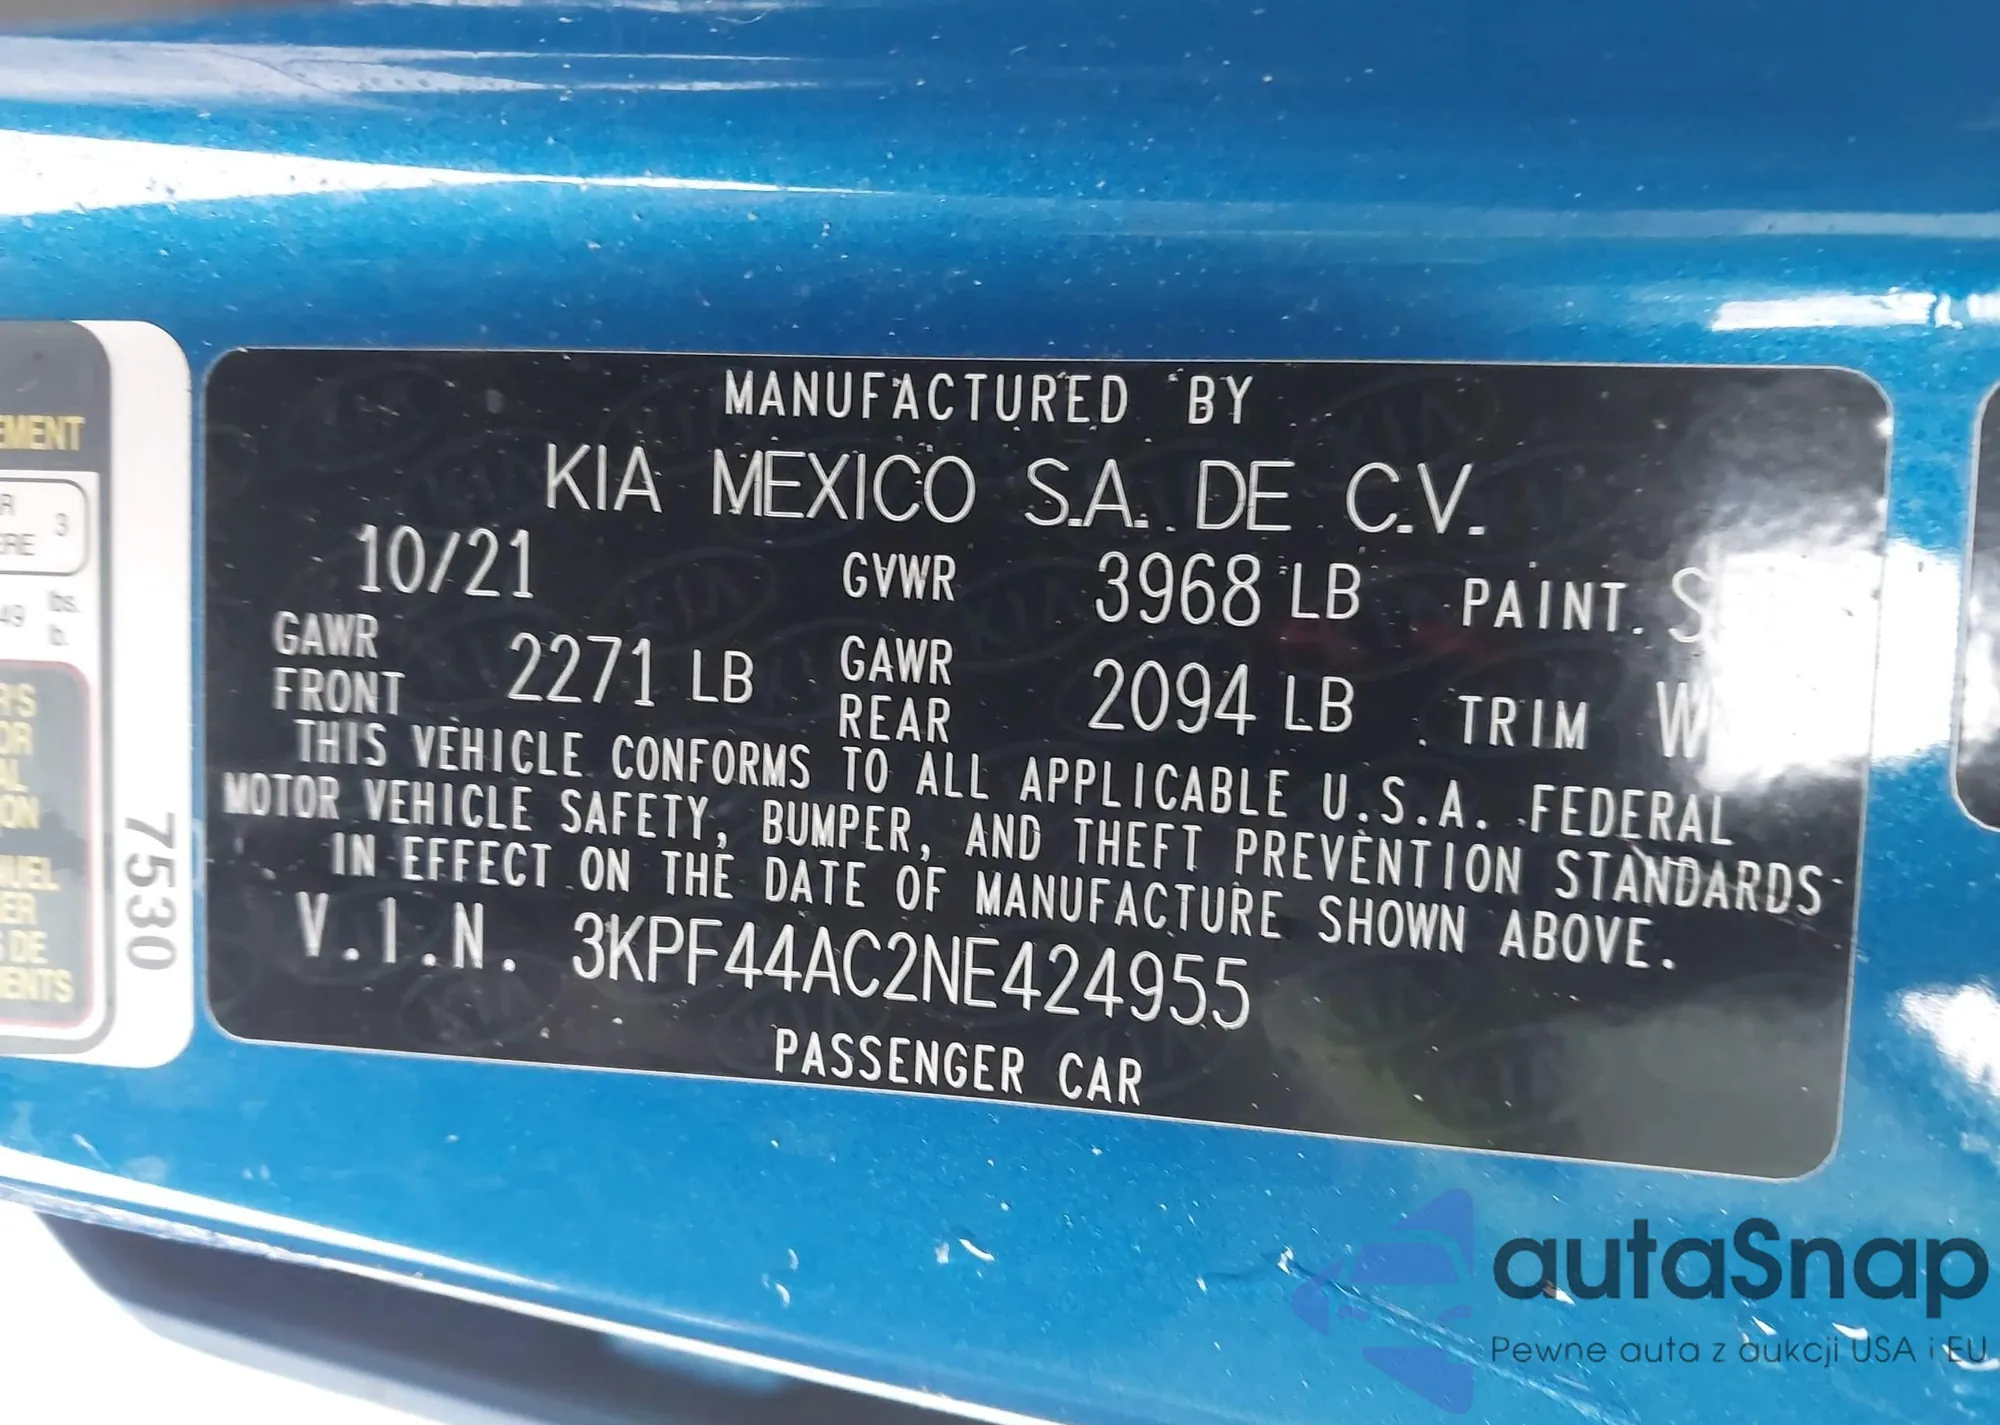 MANUFACTURED BY
KIA MEXICO S.A. DE C.V.
10/21 GVWR 3968 LB PAINT
GAWR FRONT 2271 LB GAWR REAR 2094 LB TRIM
THIS VEHICLE CONFORMS TO ALL APPLICABLE U.S.A. FEDERAL
MOTOR VEHICLE SAFETY, BUMPER, AND THEFT PREVENTION STANDARDS
IN EFFECT ON THE DATE OF MANUFACTURE SHOWN ABOVE.
V.I.N. 3KPF44AC2NE424955
PASSENGER CAR
7530
3
lbs.
autaSnap
Pewne auta z aukcji USA i EU